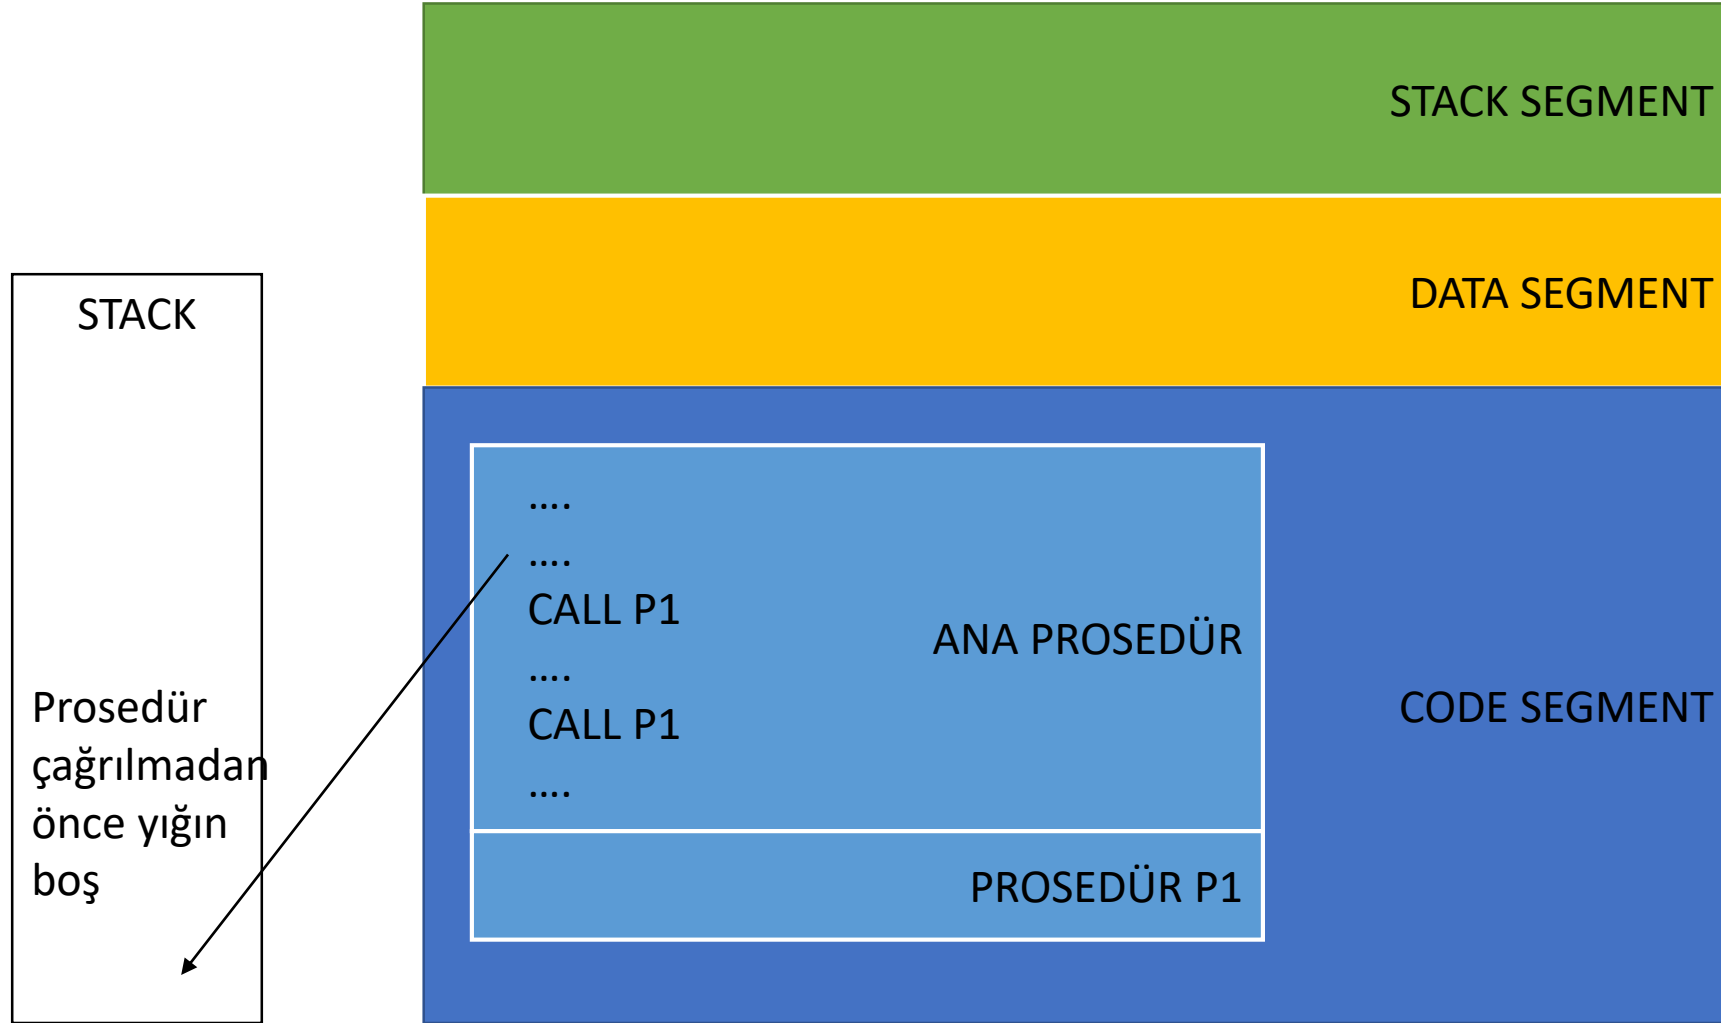 STACK SEGMENT
DATA SEGMENT
STACK
Prosedür
çağrılmadan
önce yığın
boş
....
....
CALL P1
....
CALL P1
....
ANA PROSEDÜR
PROSEDÜR P1
CODE SEGMENT